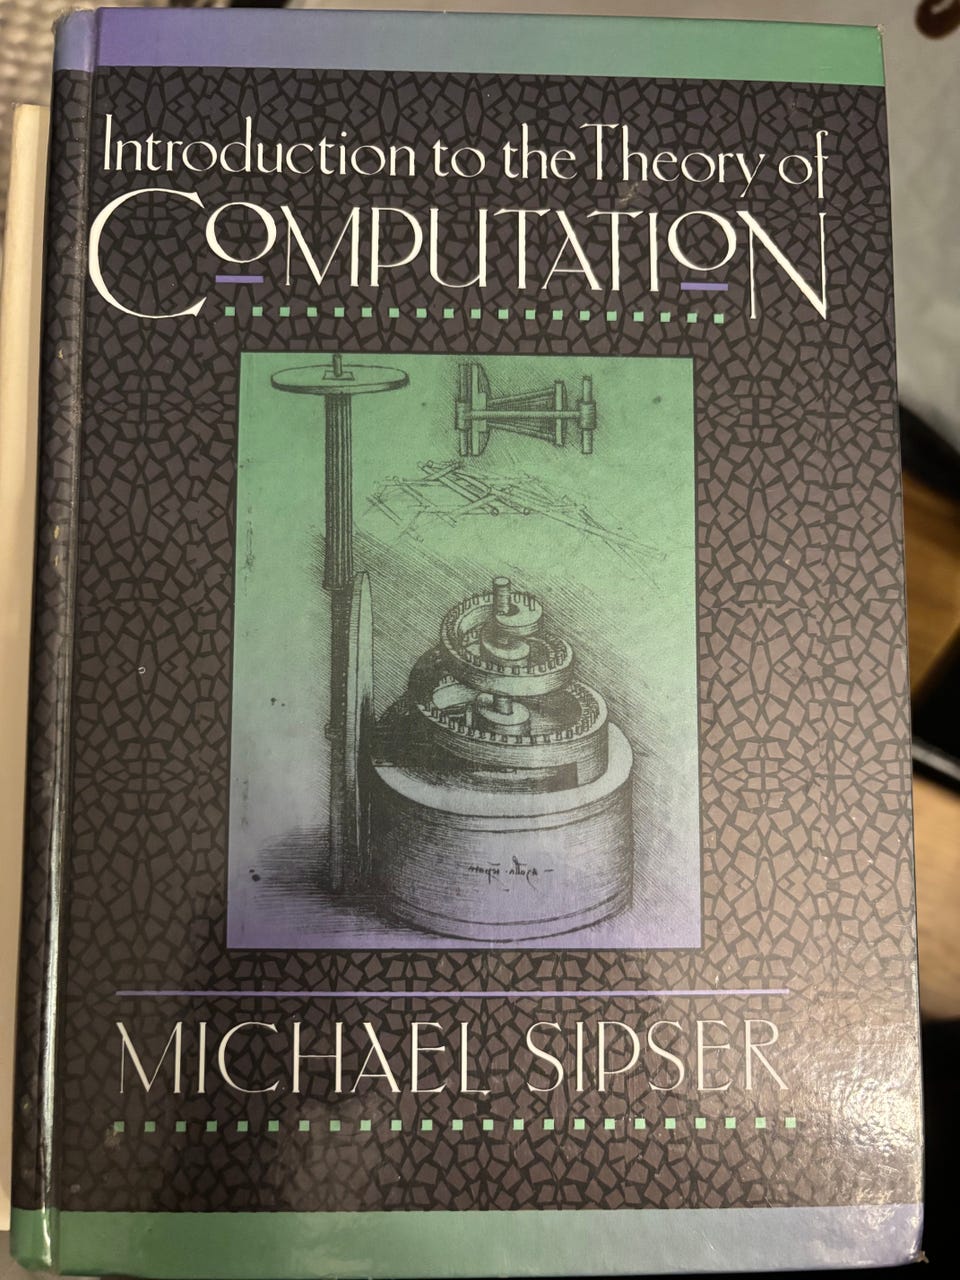 Introduction to the Theory of
COMPUTATION
MICHAEL SIPSER